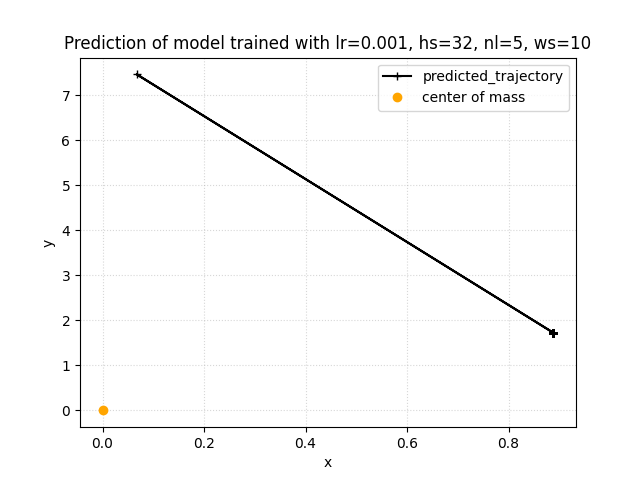 Prediction of model trained with lr=0.001, hs=32, nl=5, ws=10
predicted_trajectory
center of mass
7
6
5
4
3
2
1
0
y
0.0 0.2 0.4 0.6 0.8
x